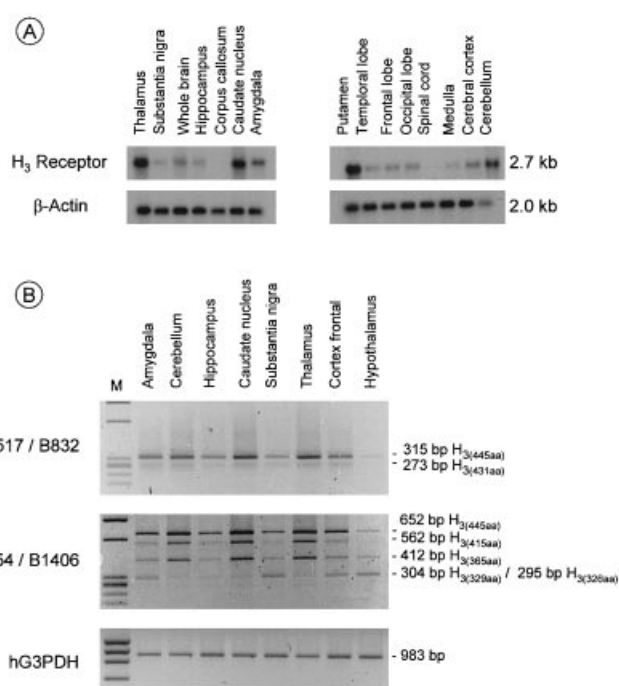 A
Thalamus
Substantia nigra
Whole brain
Hippocampus
Corpus callosum
Caudate nucleus
Amygdala
Putamen
Temploral lobe
Frontal lobe
Occipital lobe
Spinal cord
Medulla
Cerebral cortex
Cerebellum
H3 Receptor
2.7 kb
β-Actin
2.0 kb
B
M
Amygdala
Cerebellum
Hippocampus
Caudate nucleus
Substantia nigra
Thalamus
Cortex frontal
Hypothalamus
517 / B832
- 315 bp H3(445aa)
- 273 bp H3(431aa)
54 / B1406
- 652 bp H3(445aa)
- 562 bp H3(415aa)
- 412 bp H3(365aa)
- 304 bp H3(329aa) / 295 bp H3(326aa)
hG3PDH
- 983 bp